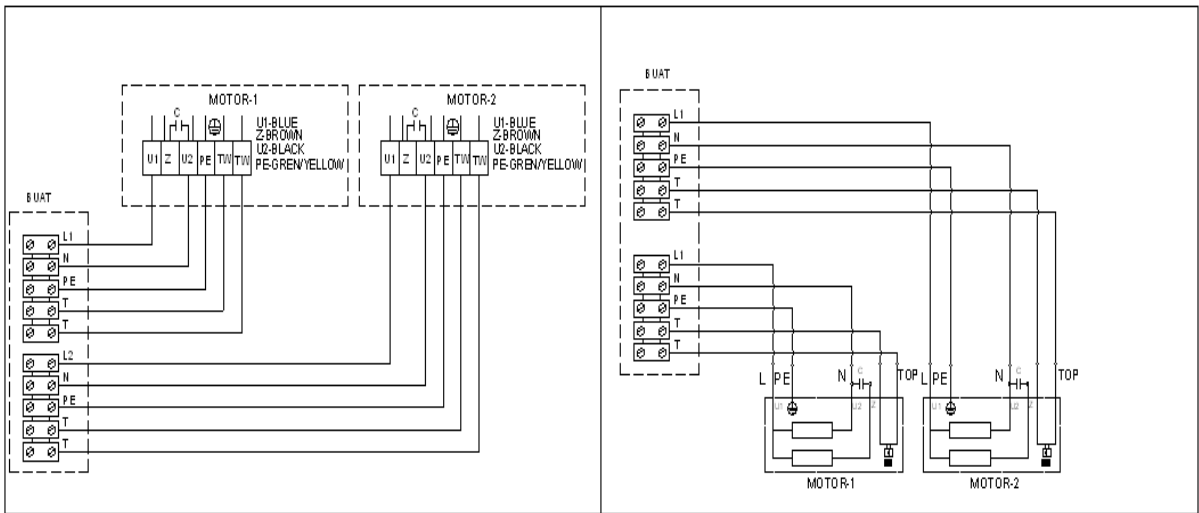 MOTOR-1
C
U1-BLUE
Z-BROWN
U2-BLACK
PE-GREN/YELLOW
U1 Z U2 PE TW TW
MOTOR-2
C
U1-BLUE
Z-BROWN
U2-BLACK
PE-GREN/YELLOW
U1 Z U2 PE TW TW
BUAT
L1
N
PE
T
T
L2
N
PE
T
T
BUAT
L1
N
PE
T
T
L1
N
PE
T
T
L PE N C TOP
U1 U2 Z
MOTOR-1
L PE N C TOP
U1 U2 Z
MOTOR-2